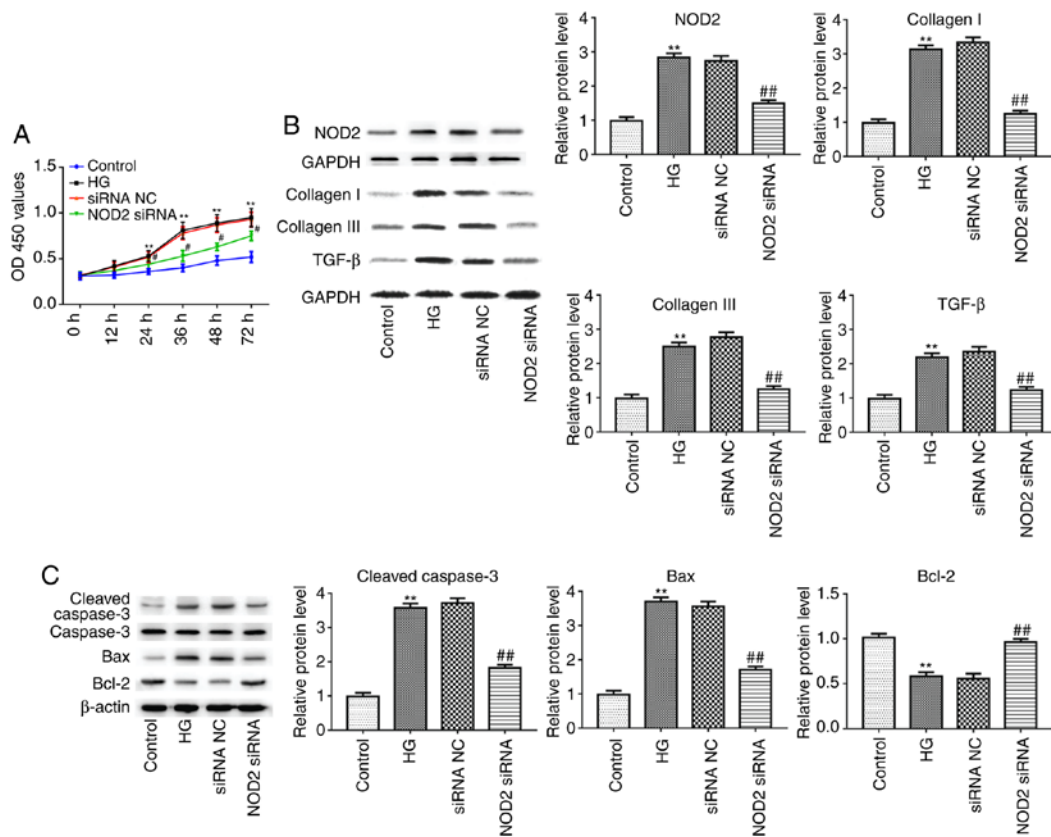 A
Control
HG
siRNA NC
NOD2 siRNA
OD 450 values
1.5
1.0
0.5
0.0
** ** ** **
# # # #
0 h 12 h 24 h 36 h 48 h 72 h
B
NOD2
GAPDH
Collagen I
Collagen III
TGF-β
GAPDH
Control HG siRNA NC NOD2 siRNA
NOD2
Relative protein level
4
3
2
1
0
**
##
Control HG siRNA NC NOD2 siRNA
Collagen I
Relative protein level
4
3
2
1
0
**
##
Control HG siRNA NC NOD2 siRNA
Collagen III
Relative protein level
4
3
2
1
0
**
##
Control HG siRNA NC NOD2 siRNA
TGF-β
Relative protein level
4
3
2
1
0
**
##
Control HG siRNA NC NOD2 siRNA
C
Cleaved
caspase-3
Caspase-3
Bax
Bcl-2
β-actin
Control HG siRNA NC NOD2 siRNA
Cleaved caspase-3
Relative protein level
4
3
2
1
0
**
##
Control HG siRNA NC NOD2 siRNA
Bax
Relative protein level
4
3
2
1
0
**
##
Control HG siRNA NC NOD2 siRNA
Bcl-2
Relative protein level
1.5
1.0
0.5
0.0
**
##
Control HG siRNA NC NOD2 siRNA